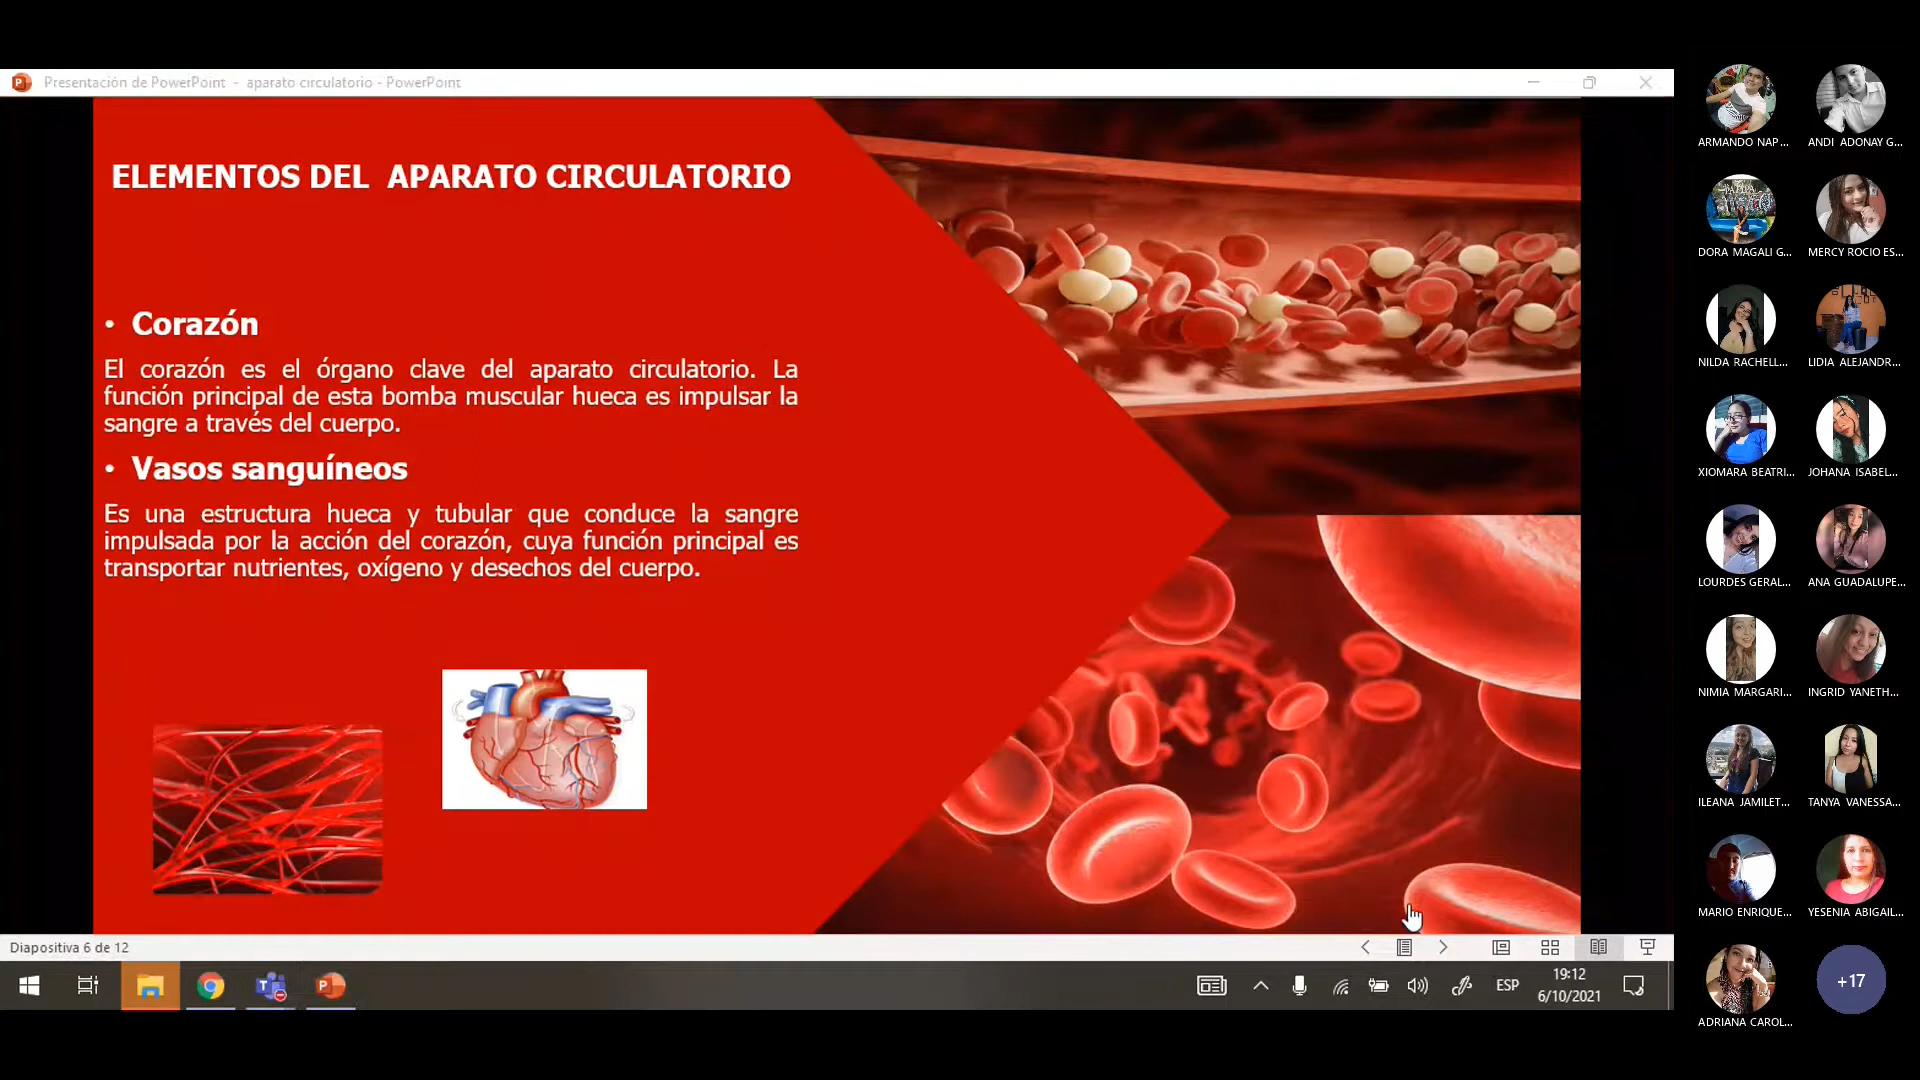 Presentación de PowerPoint - aparato circulatorio - PowerPoint
ELEMENTOS DEL APARATO CIRCULATORIO
• Corazón
El corazón es el órgano clave del aparato circulatorio. La
función principal de esta bomba muscular hueca es impulsar la
sangre a través del cuerpo.
• Vasos sanguíneos
Es una estructura hueca y tubular que conduce la sangre
impulsada por la acción del corazón, cuya función principal es
transportar nutrientes, oxígeno y desechos del cuerpo.
Diapositiva 6 de 12
ESP
19:12
6/10/2021
ARMANDO NAP...
ANDI ADONAY G...
DORA MAGALI G...
MERCY ROCIO ES...
NILDA RACHELL...
LIDIA ALEJANDR...
XIOMARA BEATRI...
JOHANA ISABEL...
LOURDES GERAL...
ANA GUADALUPE...
NIMIA MARGARI...
INGRID YANETH...
ILEANA JAMILET...
TANYA VANESSA...
MARIO ENRIQUE...
YESENIA ABIGAIL...
ADRIANA CAROL...
+17